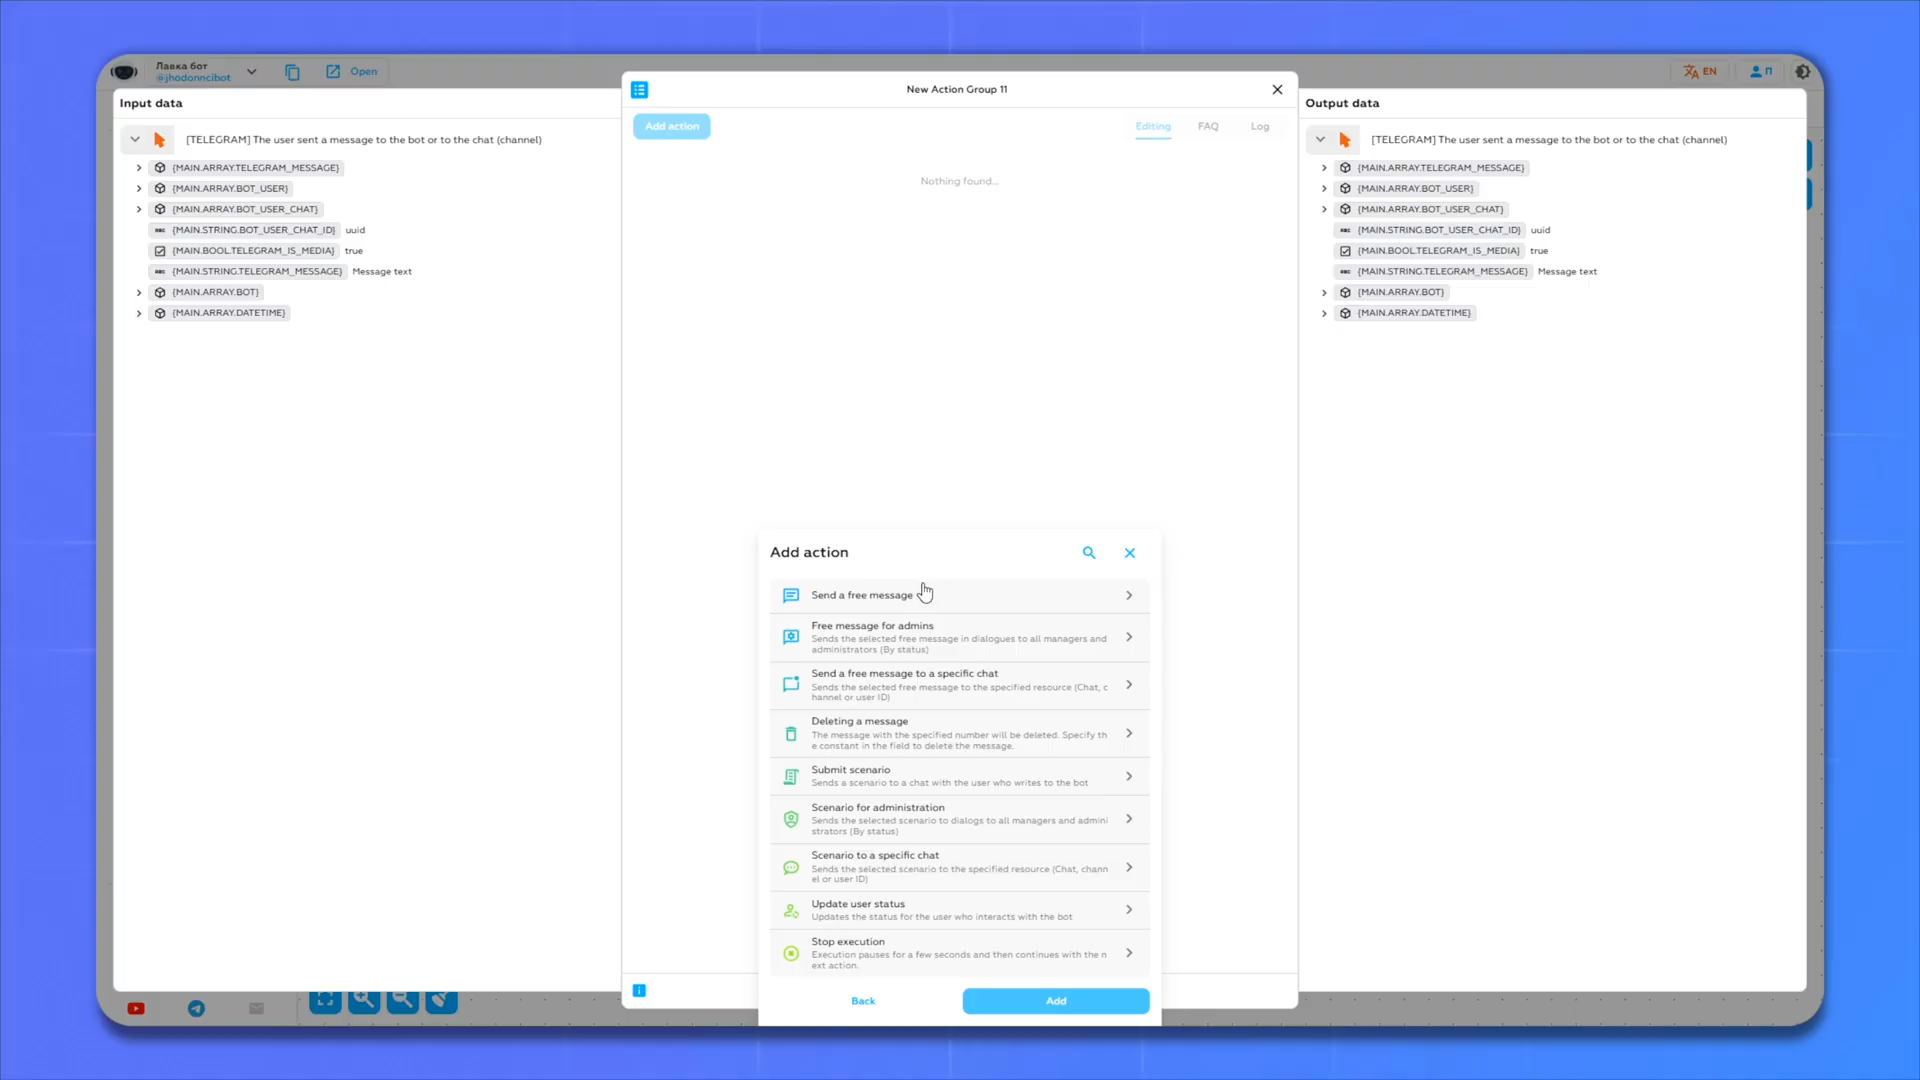 Лавка бот
@jhodonncibot
Open
EN
П
Input data
[TELEGRAM] The user sent a message to the bot or to the chat (channel)
{MAIN.ARRAY.TELEGRAM_MESSAGE}
{MAIN.ARRAY.BOT_USER}
{MAIN.ARRAY.BOT_USER_CHAT}
{MAIN.STRING.BOT_USER_CHAT_ID} uuid
{MAIN.BOOL.TELEGRAM_IS_MEDIA} true
{MAIN.STRING.TELEGRAM_MESSAGE} Message text
{MAIN.ARRAY.BOT}
{MAIN.ARRAY.DATETIME}
New Action Group 11
Add action
Editing
FAQ
Log
Nothing found...
Add action
Send a free message
Free message for admins
Sends the selected free message in dialogues to all managers and
administrators (By status)
Send a free message to a specific chat
Sends the selected free message to the specified resource (Chat, c
hannel or user ID)
Deleting a message
The message with the specified number will be deleted. Specify th
e constant in the field to delete the message.
Submit scenario
Sends a scenario to a chat with the user who writes to the bot
Scenario for administration
Sends the selected scenario to dialogs to all managers and admini
strators (By status)
Scenario to a specific chat
Sends the selected scenario to the specified resource (Chat, chann
el or user ID)
Update user status
Updates the status for the user who interacts with the bot
Stop execution
Execution pauses for a few seconds and then continues with the n
ext action.
Back
Add
Output data
[TELEGRAM] The user sent a message to the bot or to the chat (channel)
{MAIN.ARRAY.TELEGRAM_MESSAGE}
{MAIN.ARRAY.BOT_USER}
{MAIN.ARRAY.BOT_USER_CHAT}
{MAIN.STRING.BOT_USER_CHAT_ID} uuid
{MAIN.BOOL.TELEGRAM_IS_MEDIA} true
{MAIN.STRING.TELEGRAM_MESSAGE} Message text
{MAIN.ARRAY.BOT}
{MAIN.ARRAY.DATETIME}